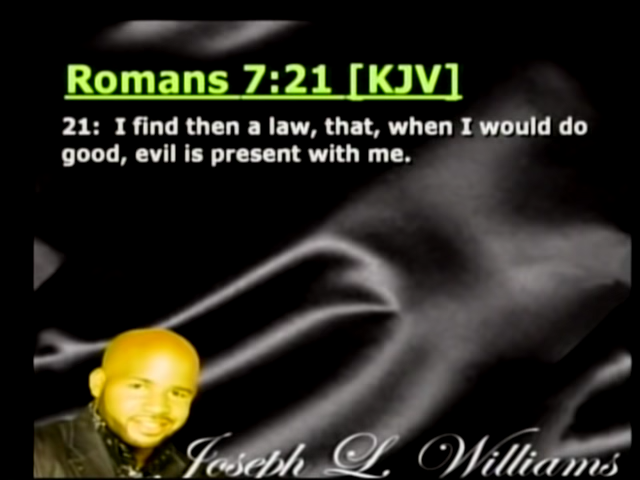 Romans 7:21 [KJV]
21:  I find then a law, that, when I would do
good, evil is present with me.
Joseph L. Williams